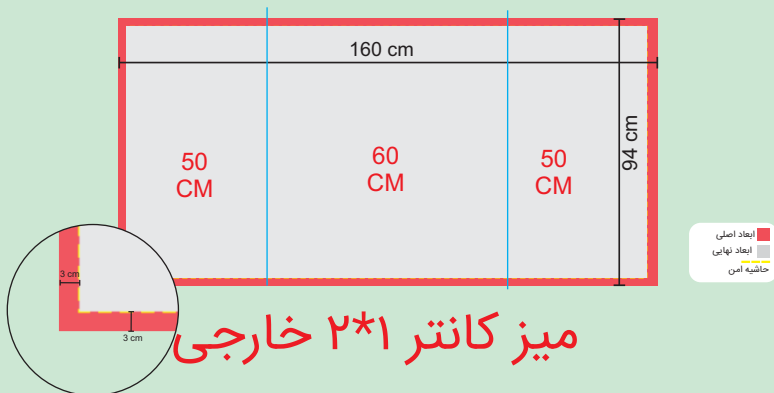 160 cm
50
CM
60
CM
50
CM
94 cm
ابعاد اصلی
ابعاد نهایی
حاشیه امن
3 cm
3 cm
میز کانتر ۱*۲ خارجی